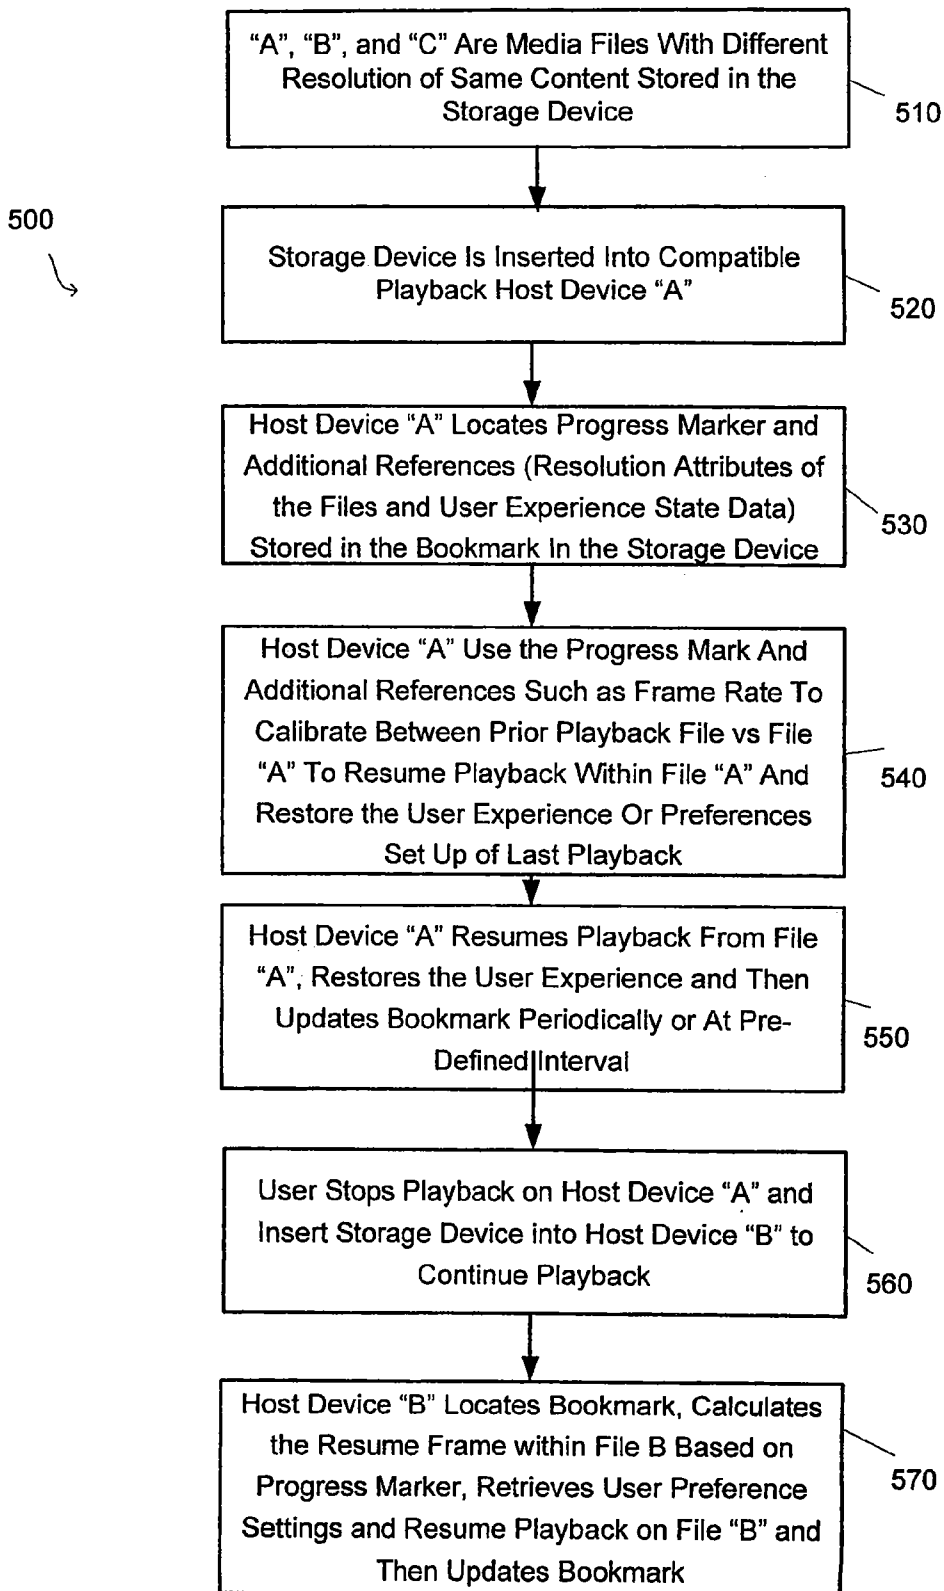 "A", "B", and "C" Are Media Files With Different
Resolution of Same Content Stored in the
Storage Device
510
500
Storage Device Is Inserted Into Compatible
Playback Host Device "A"
520
Host Device "A" Locates Progress Marker and
Additional References (Resolution Attributes of
the Files and User Experience State Data)
Stored in the Bookmark In the Storage Device
530
Host Device "A" Use the Progress Mark And
Additional References Such as Frame Rate To
Calibrate Between Prior Playback File vs File
"A" To Resume Playback Within File "A" And
Restore the User Experience Or Preferences
Set Up of Last Playback
540
Host Device "A" Resumes Playback From File
"A", Restores the User Experience and Then
Updates Bookmark Periodically or At Pre-
Defined Interval
550
User Stops Playback on Host Device "A" and
Insert Storage Device into Host Device "B" to
Continue Playback
560
Host Device "B" Locates Bookmark, Calculates
the Resume Frame within File B Based on
Progress Marker, Retrieves User Preference
Settings and Resume Playback on File "B" and
Then Updates Bookmark
570